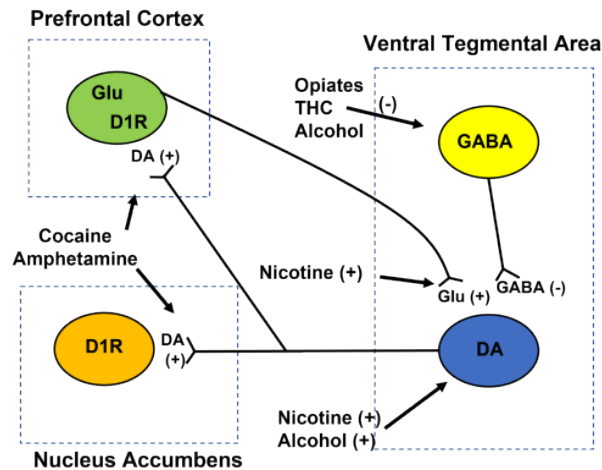 Prefrontal Cortex
Ventral Tegmental Area
Glu
D1R
DA (+)
Opiates
THC
Alcohol
(-)
GABA
Cocaine
Amphetamine
Nicotine (+)
Glu (+)
GABA (-)
D1R
DA
(+)
DA
Nicotine (+)
Alcohol (+)
Nucleus Accumbens